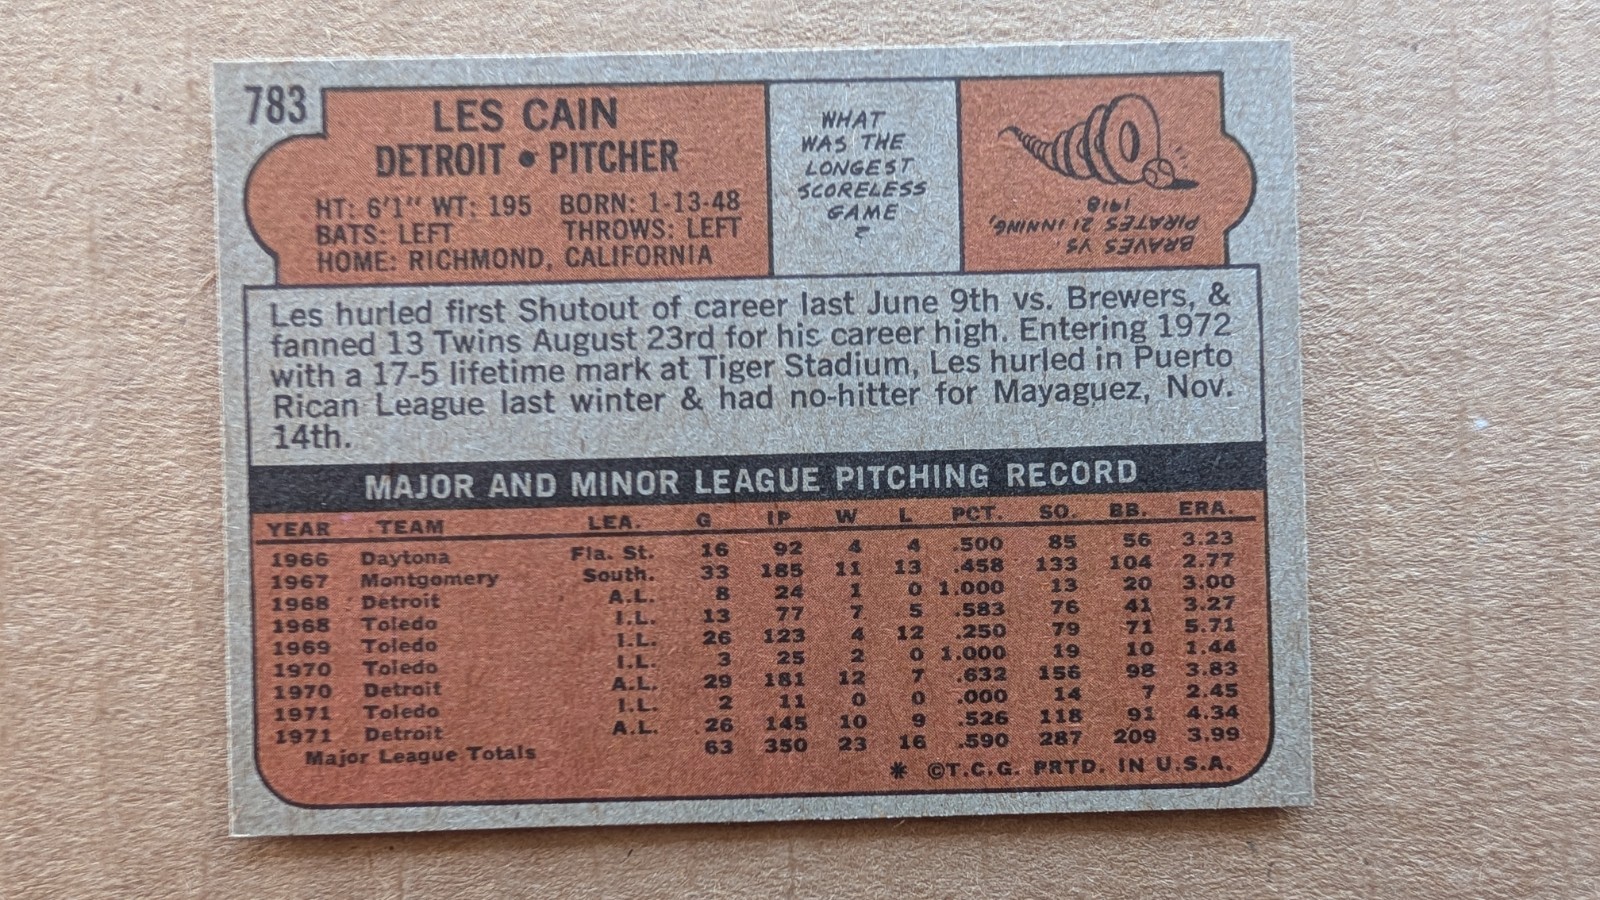 783
LES CAIN
DETROIT • PITCHER
HT: 6'1" WT: 195 BORN: 1-13-48
BATS: LEFT THROWS: LEFT
HOME: RICHMOND, CALIFORNIA
WHAT
WAS THE
LONGEST
SCORELESS
GAME
?
BRAVES VS.
PIRATES 21 INNING,
1918.
Les hurled first Shutout of career last June 9th vs. Brewers, &
fanned 13 Twins August 23rd for his career high. Entering 1972
with a 17-5 lifetime mark at Tiger Stadium, Les hurled in Puerto
Rican League last winter & had no-hitter for Mayaguez, Nov.
14th.
MAJOR AND MINOR LEAGUE PITCHING RECORD
YEAR TEAM LEA. G IP W L PCT. SO. BB. ERA.
1966 Daytona Fla. St. 16 92 4 4 .500 85 56 3.23
1967 Montgomery South. 33 185 11 13 .458 133 104 2.77
1968 Detroit A.L. 8 24 1 0 1.000 13 20 3.00
1968 Toledo I.L. 13 77 7 5 .583 76 41 3.27
1969 Toledo I.L. 26 123 4 12 .250 79 71 5.71
1970 Toledo I.L. 3 25 2 0 1.000 19 10 1.44
1970 Detroit A.L. 29 181 12 7 .632 156 98 3.83
1971 Toledo I.L. 2 11 0 0 .000 14 7 2.45
1971 Detroit A.L. 26 145 10 9 .526 118 91 4.34
Major League Totals 63 350 23 16 .590 287 209 3.99
* ©T.C.G. PRTD. IN U.S.A.